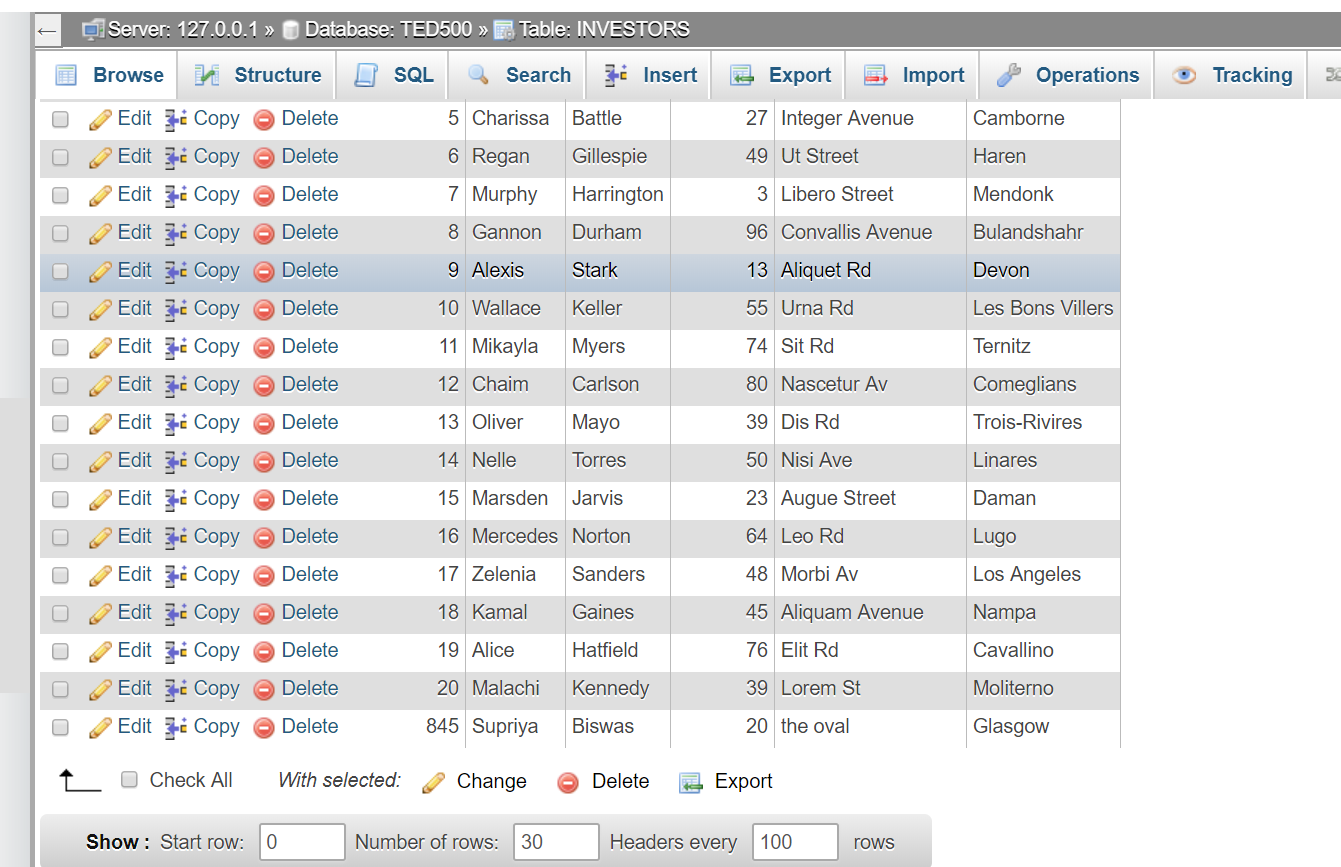 ← Server: 127.0.0.1 » Database: TED500 » Table: INVESTORS
Browse Structure SQL Search Insert Export Import Operations Tracking
Edit Copy Delete 5 Charissa Battle 27 Integer Avenue Camborne
Edit Copy Delete 6 Regan Gillespie 49 Ut Street Haren
Edit Copy Delete 7 Murphy Harrington 3 Libero Street Mendonk
Edit Copy Delete 8 Gannon Durham 96 Convallis Avenue Bulandshahr
Edit Copy Delete 9 Alexis Stark 13 Aliquet Rd Devon
Edit Copy Delete 10 Wallace Keller 55 Urna Rd Les Bons Villers
Edit Copy Delete 11 Mikayla Myers 74 Sit Rd Ternitz
Edit Copy Delete 12 Chaim Carlson 80 Nascetur Av Comeglians
Edit Copy Delete 13 Oliver Mayo 39 Dis Rd Trois-Rivires
Edit Copy Delete 14 Nelle Torres 50 Nisi Ave Linares
Edit Copy Delete 15 Marsden Jarvis 23 Augue Street Daman
Edit Copy Delete 16 Mercedes Norton 64 Leo Rd Lugo
Edit Copy Delete 17 Zelenia Sanders 48 Morbi Av Los Angeles
Edit Copy Delete 18 Kamal Gaines 45 Aliquam Avenue Nampa
Edit Copy Delete 19 Alice Hatfield 76 Elit Rd Cavallino
Edit Copy Delete 20 Malachi Kennedy 39 Lorem St Moliterno
Edit Copy Delete 845 Supriya Biswas 20 the oval Glasgow
Check All With selected: Change Delete Export
Show : Start row: 0 Number of rows: 30 Headers every 100 rows